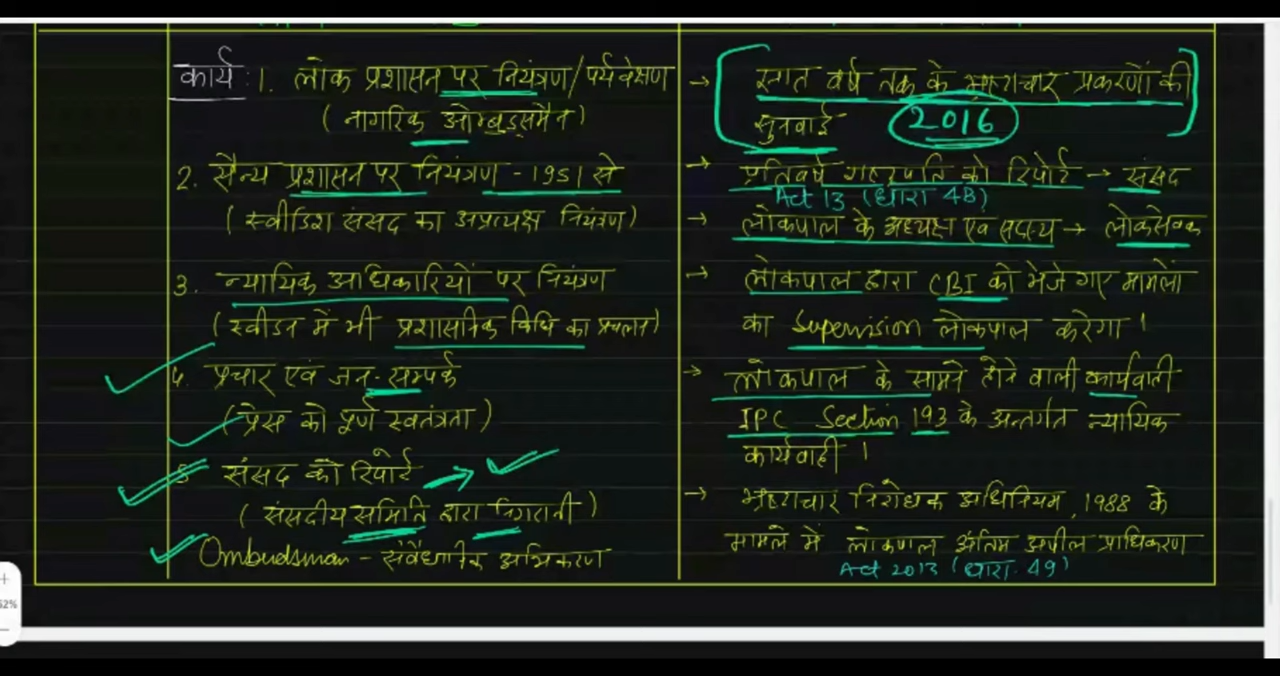 कार्य : 1. लोक प्रशासन पर नियंत्रण/पर्यवेक्षण
( नागरिक ओम्बुड्समैन )
2. सैन्य प्रशासन पर नियंत्रण - 1951 से
( स्वीडिश संसद का अप्रत्यक्ष नियंत्रण )
3. न्यायिक अधिकारियों पर नियंत्रण
( स्वीडन में भी प्रशासनिक विधि का प्रचलन )
4. प्रचार एवं जन-सम्पर्क
( प्रेस को पूर्ण स्वतंत्रता )
5 संसद को रिपोर्ट →
( संसदीय समिति द्वारा निगरानी )
Ombudsman - संवैधानिक अभिकरण
→ सात वर्ष तक के भ्रष्टाचार प्रकरणों की
सुनवाई 2016
→ प्रतिवर्ष राष्ट्रपति को रिपोर्ट → संसद
Act 13 (धारा 48)
→ लोकपाल के अध्यक्ष एवं सदस्य → लोकसेवक
→ लोकपाल द्वारा CBI को भेजे गए मामलों
का Supervision लोकपाल करेगा ।
→ लोकपाल के सामने होने वाली कार्यवाही
IPC Section 193 के अन्तर्गत न्यायिक
कार्यवाही ।
→ भ्रष्टाचार निरोधक अधिनियम, 1988 के
मामले में लोकपाल अंतिम अपील प्राधिकरण
Act 2013 (धारा-49)
+